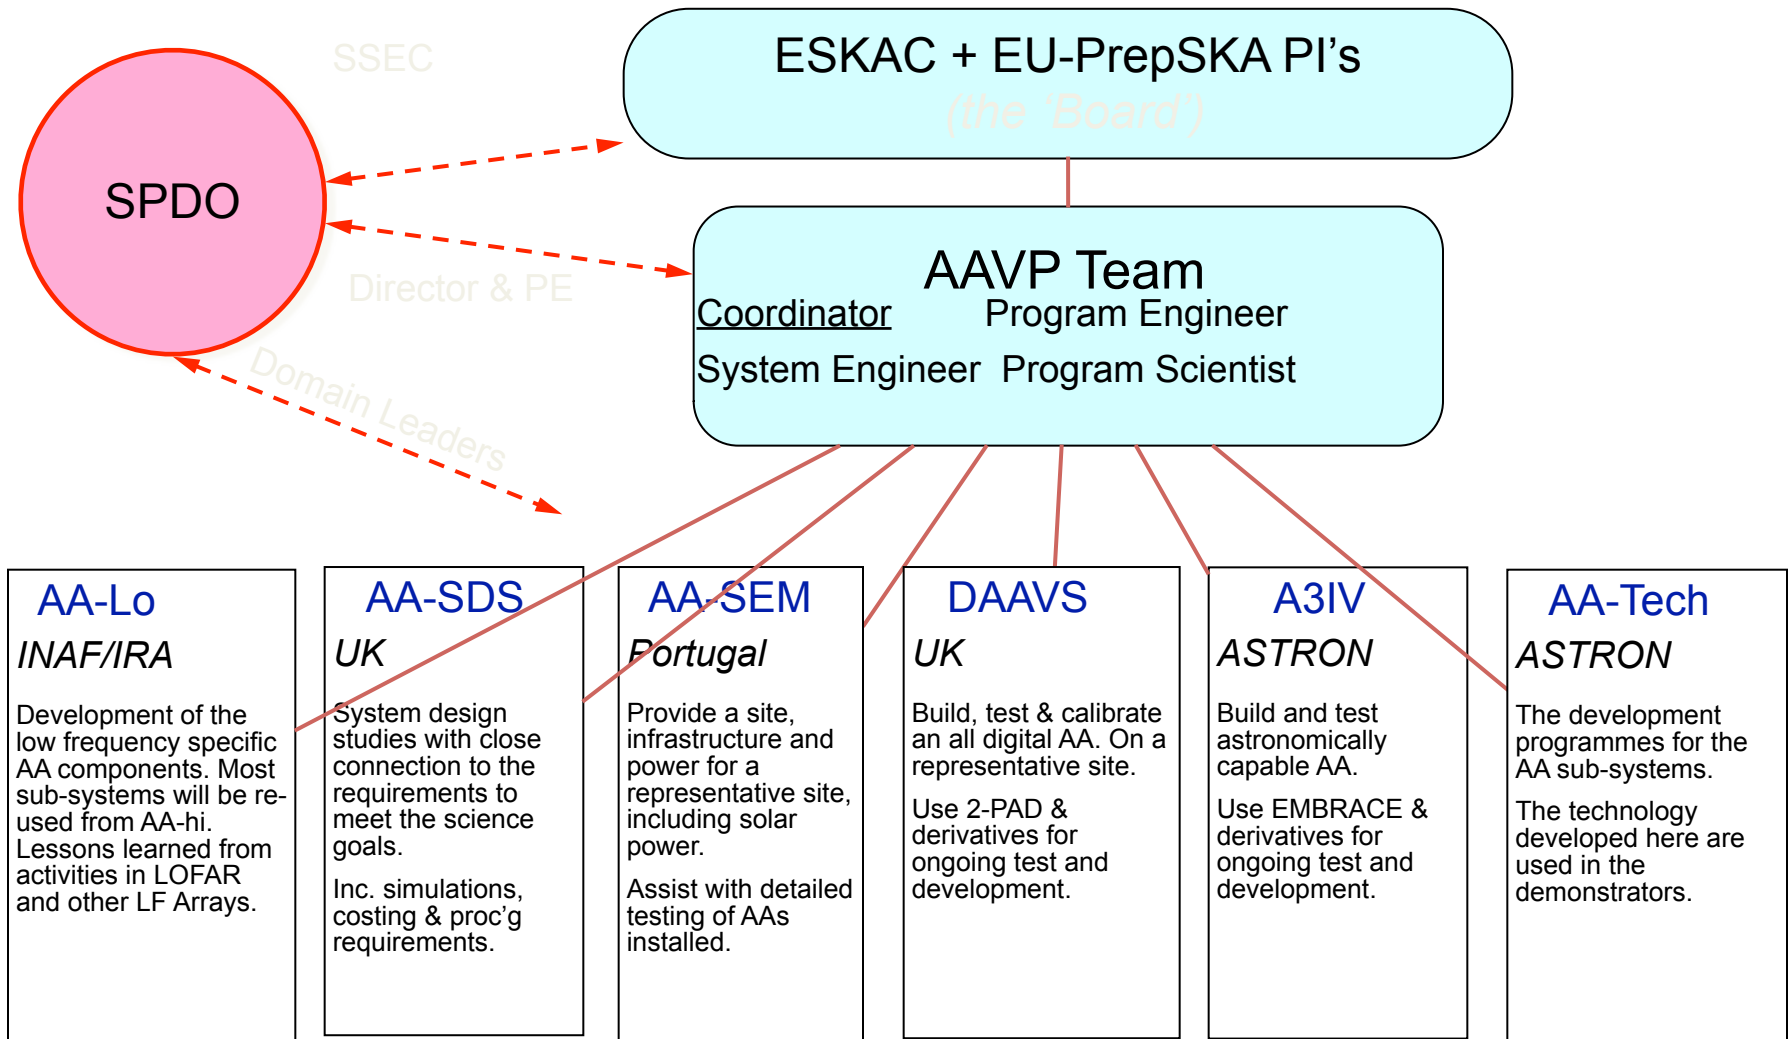 SSEC
ESKAC + EU-PrepSKA PI’s
(the ‘Board’)
SPDO
Director & PE
AAVP Team
Coordinator Program Engineer
System Engineer Program Scientist
Domain Leaders
AA-Lo
INAF/IRA
Development of the
low frequency specific
AA components. Most
sub-systems will be re-
used from AA-hi.
Lessons learned from
activities in LOFAR
and other LF Arrays.
AA-SDS
UK
System design
studies with close
connection to the
requirements to
meet the science
goals.
Inc. simulations,
costing & proc’g
requirements.
AA-SEM
Portugal
Provide a site,
infrastructure and
power for a
representative site,
including solar
power.
Assist with detailed
testing of AAs
installed.
DAAVS
UK
Build, test & calibrate
an all digital AA. On a
representative site.
Use 2-PAD &
derivatives for
ongoing test and
development.
A3IV
ASTRON
Build and test
astronomically
capable AA.
Use EMBRACE &
derivatives for
ongoing test and
development.
AA-Tech
ASTRON
The development
programmes for the
AA sub-systems.
The technology
developed here are
used in the
demonstrators.